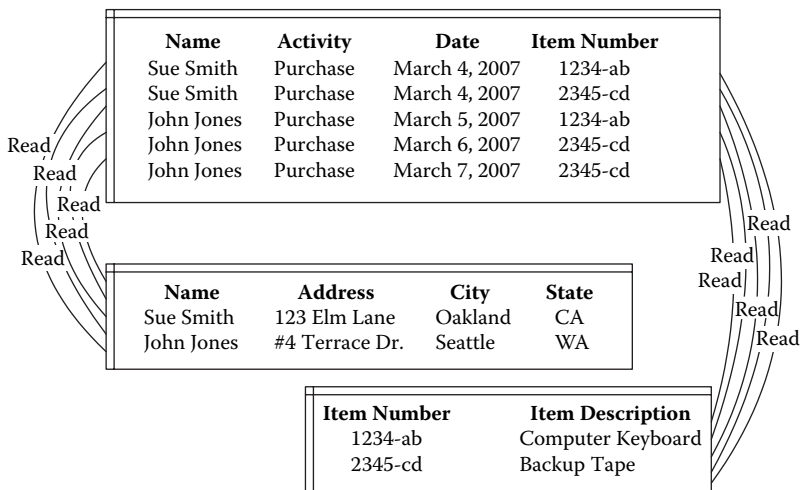 Name Activity Date Item Number
Sue Smith Purchase March 4, 2007 1234-ab
Sue Smith Purchase March 4, 2007 2345-cd
John Jones Purchase March 5, 2007 1234-ab
John Jones Purchase March 6, 2007 2345-cd
John Jones Purchase March 7, 2007 2345-cd
Read
Read
Read
Read
Read
Read
Read
Read
Read
Read
Name Address City State
Sue Smith 123 Elm Lane Oakland CA
John Jones #4 Terrace Dr. Seattle WA
Item Number Item Description
1234-ab Computer Keyboard
2345-cd Backup Tape